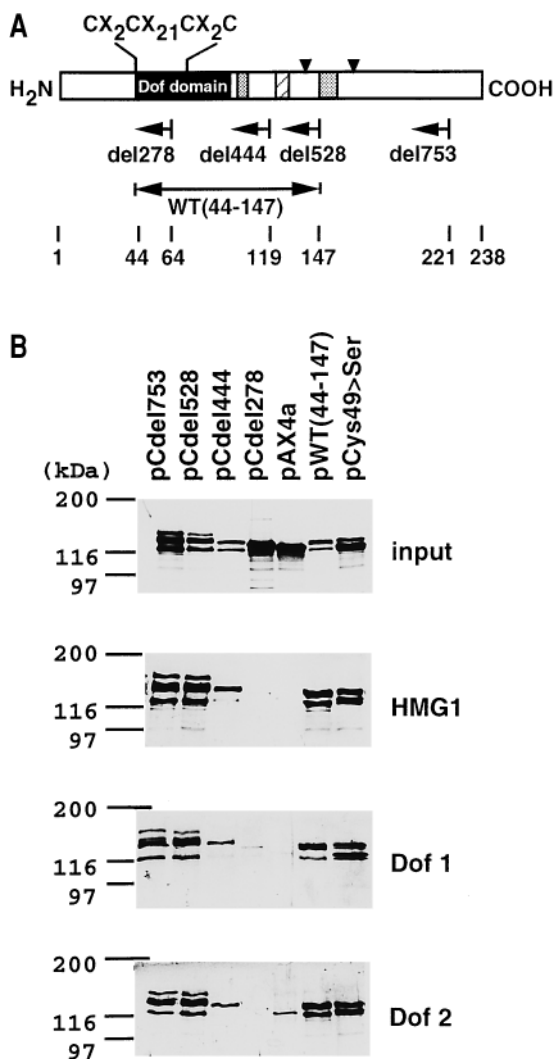 A
CX₂CX₂₁CX₂C
H₂N Dof domain COOH
del278 del444 del528 del753
WT(44-147)
1 44 64 119 147 221 238
B
pCdel753 pCdel528 pCdel444 pCdel278 pAX4a pWT(44-147) pCys49>Ser
(kDa)
200
116 input
97
200
116 HMG1
97
200
116 Dof 1
97
200
116 Dof 2
97